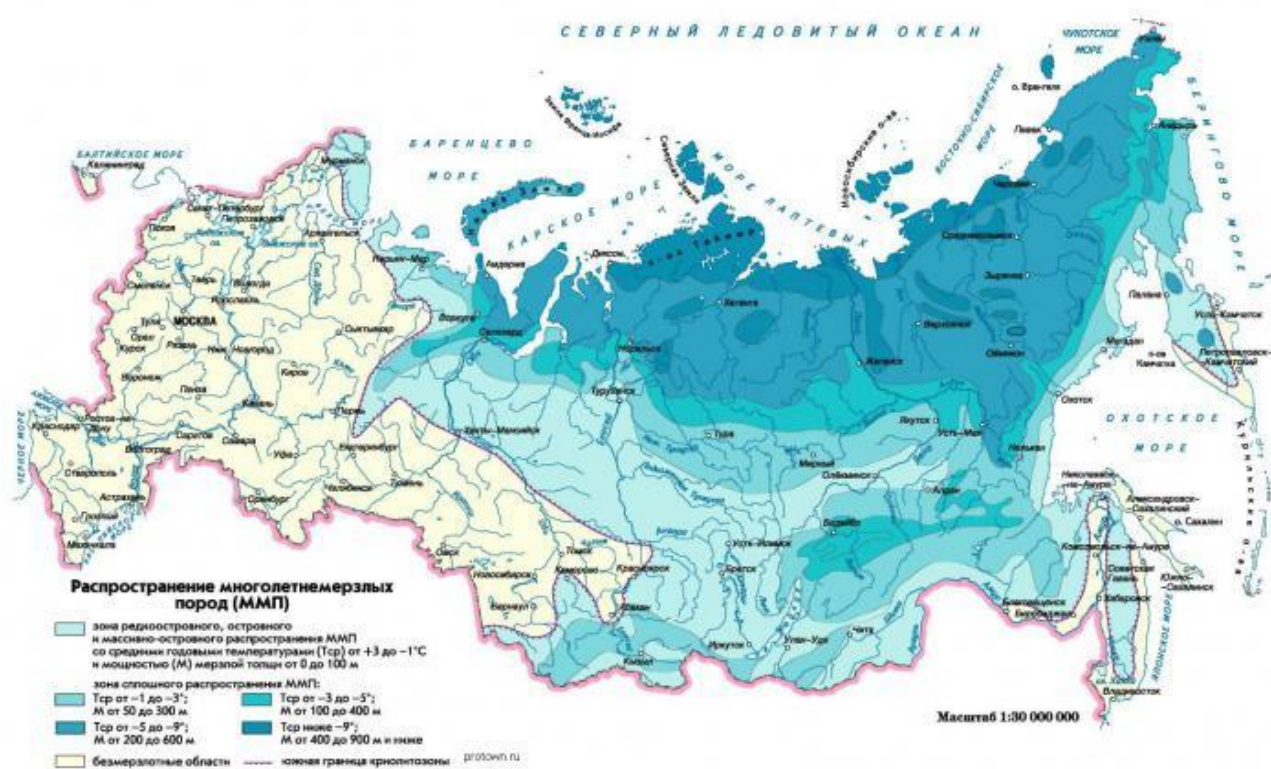 СЕВЕРНЫЙ ЛЕДОВИТЫЙ ОКЕАН
ЧУКОТСКОЕ
МОРЕ
БЕРИНГОВО МОРЕ
о. Врангеля
Певек
Анадырь
ВОСТОЧНО-СИБИРСКОЕ
МОРЕ
Новосибирские о-ва
Земля Франца-Иосифа
Северная Земля
МОРЕ ЛАПТЕВЫХ
БАРЕНЦЕВО
МОРЕ
КАРСКОЕ МОРЕ
БАЛТИЙСКОЕ МОРЕ
Калининград
Мурманск
Санкт-Петербург
Петрозаводск
Псков
Архангельск
Нарьян-Мар
Амдерма
Диксон
Хатанга
Среднеколымск
Зырянка
Верхоянск
Оймякон
Палана
Усть-Камчатск
Петропавловск-
Камчатский
п-ов
Камчатка
Магадан
Охотск
ОХОТСКОЕ
МОРЕ
Курильские о-ва
Смоленск
Тверь
Вологда
Ярославль
МОСКВА
Тула
Орел
Курск
Рязань
Ниж. Новгород
Сыктывкар
Воркута
Салехард
Норильск
Туруханск
Жиганск
Якутск
Усть-Мая
Нелькан
Воронеж
Пенза
Казань
Киров
Пермь
Ханты-Мансийск
Тура
Мирный
Олёкминск
Алдан
Бодайбо
ЧЕРНОЕ МОРЕ
Краснодар
Ростов-на-
Дону
Волгоград
Саратов
Самара
Уфа
Екатеринбург
Челябинск
Тюмень
Ставрополь
Астрахань
Грозный
Махачкала
Оренбург
Омск
Новосибирск
Томск
Кемерово
Красноярск
Барнаул
Абакан
Кызыл
Усть-Илимск
Братск
Иркутск
Улан-Удэ
Чита
Благовещенск
Биробиджан
Хабаровск
Комсомольск-на-Амуре
Николаевск-
на-Амуре
Александровск-
Сахалинский
о. Сахалин
Советская
Гавань
Южно-
Сахалинск
ЯПОНСКОЕ МОРЕ
Владивосток
Распространение многолетнемерзлых
пород (ММП)
зона редкоостровного, островного
и массивно-островного распространения ММП
со средними годовыми температурами (Тср) от +3 до −1°С
и мощностью (М) мерзлой толщи от 0 до 100 м
зона сплошного распространения ММП:
Тср от −1 до −3°;
М от 50 до 300 м
Тср от −3 до −5°;
М от 100 до 400 м
Тср от −5 до −9°;
М от 200 до 600 м
Тср ниже −9°;
М от 400 до 900 м и ниже
безмерзлотные области
южная граница криолитозоны
protown.ru
Масштаб 1:30 000 000